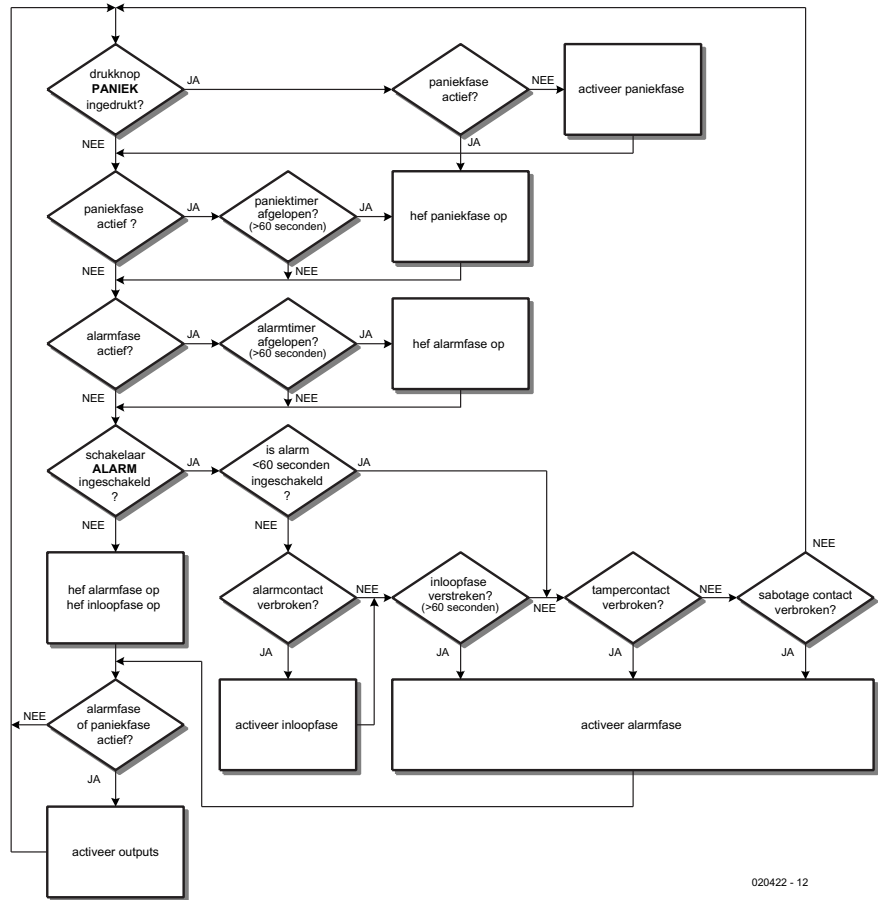 drukknop
PANIEK
ingedrukt?
JA
paniekfase
actief?
NEE
activeer paniekfase
NEE
JA
paniekfase
actief ?
JA
paniektimer
afgelopen?
(>60 seconden)
JA
hef paniekfase op
NEE
NEE
alarmfase
actief?
JA
alarmtimer
afgelopen?
(>60 seconden)
JA
hef alarmfase op
NEE
NEE
schakelaar
ALARM
ingeschakeld
?
JA
is alarm
<60 seconden
ingeschakeld
?
JA
NEE
NEE
NEE
hef alarmfase op
hef inloopfase op
alarmcontact
verbroken?
NEE
inloopfase
verstreken?
(>60 seconden)
NEE
tampercontact
verbroken?
NEE
sabotage contact
verbroken?
JA
JA
JA
JA
alarmfase
of paniekfase
actief?
NEE
JA
activeer inloopfase
activeer alarmfase
activeer outputs
020422 - 12